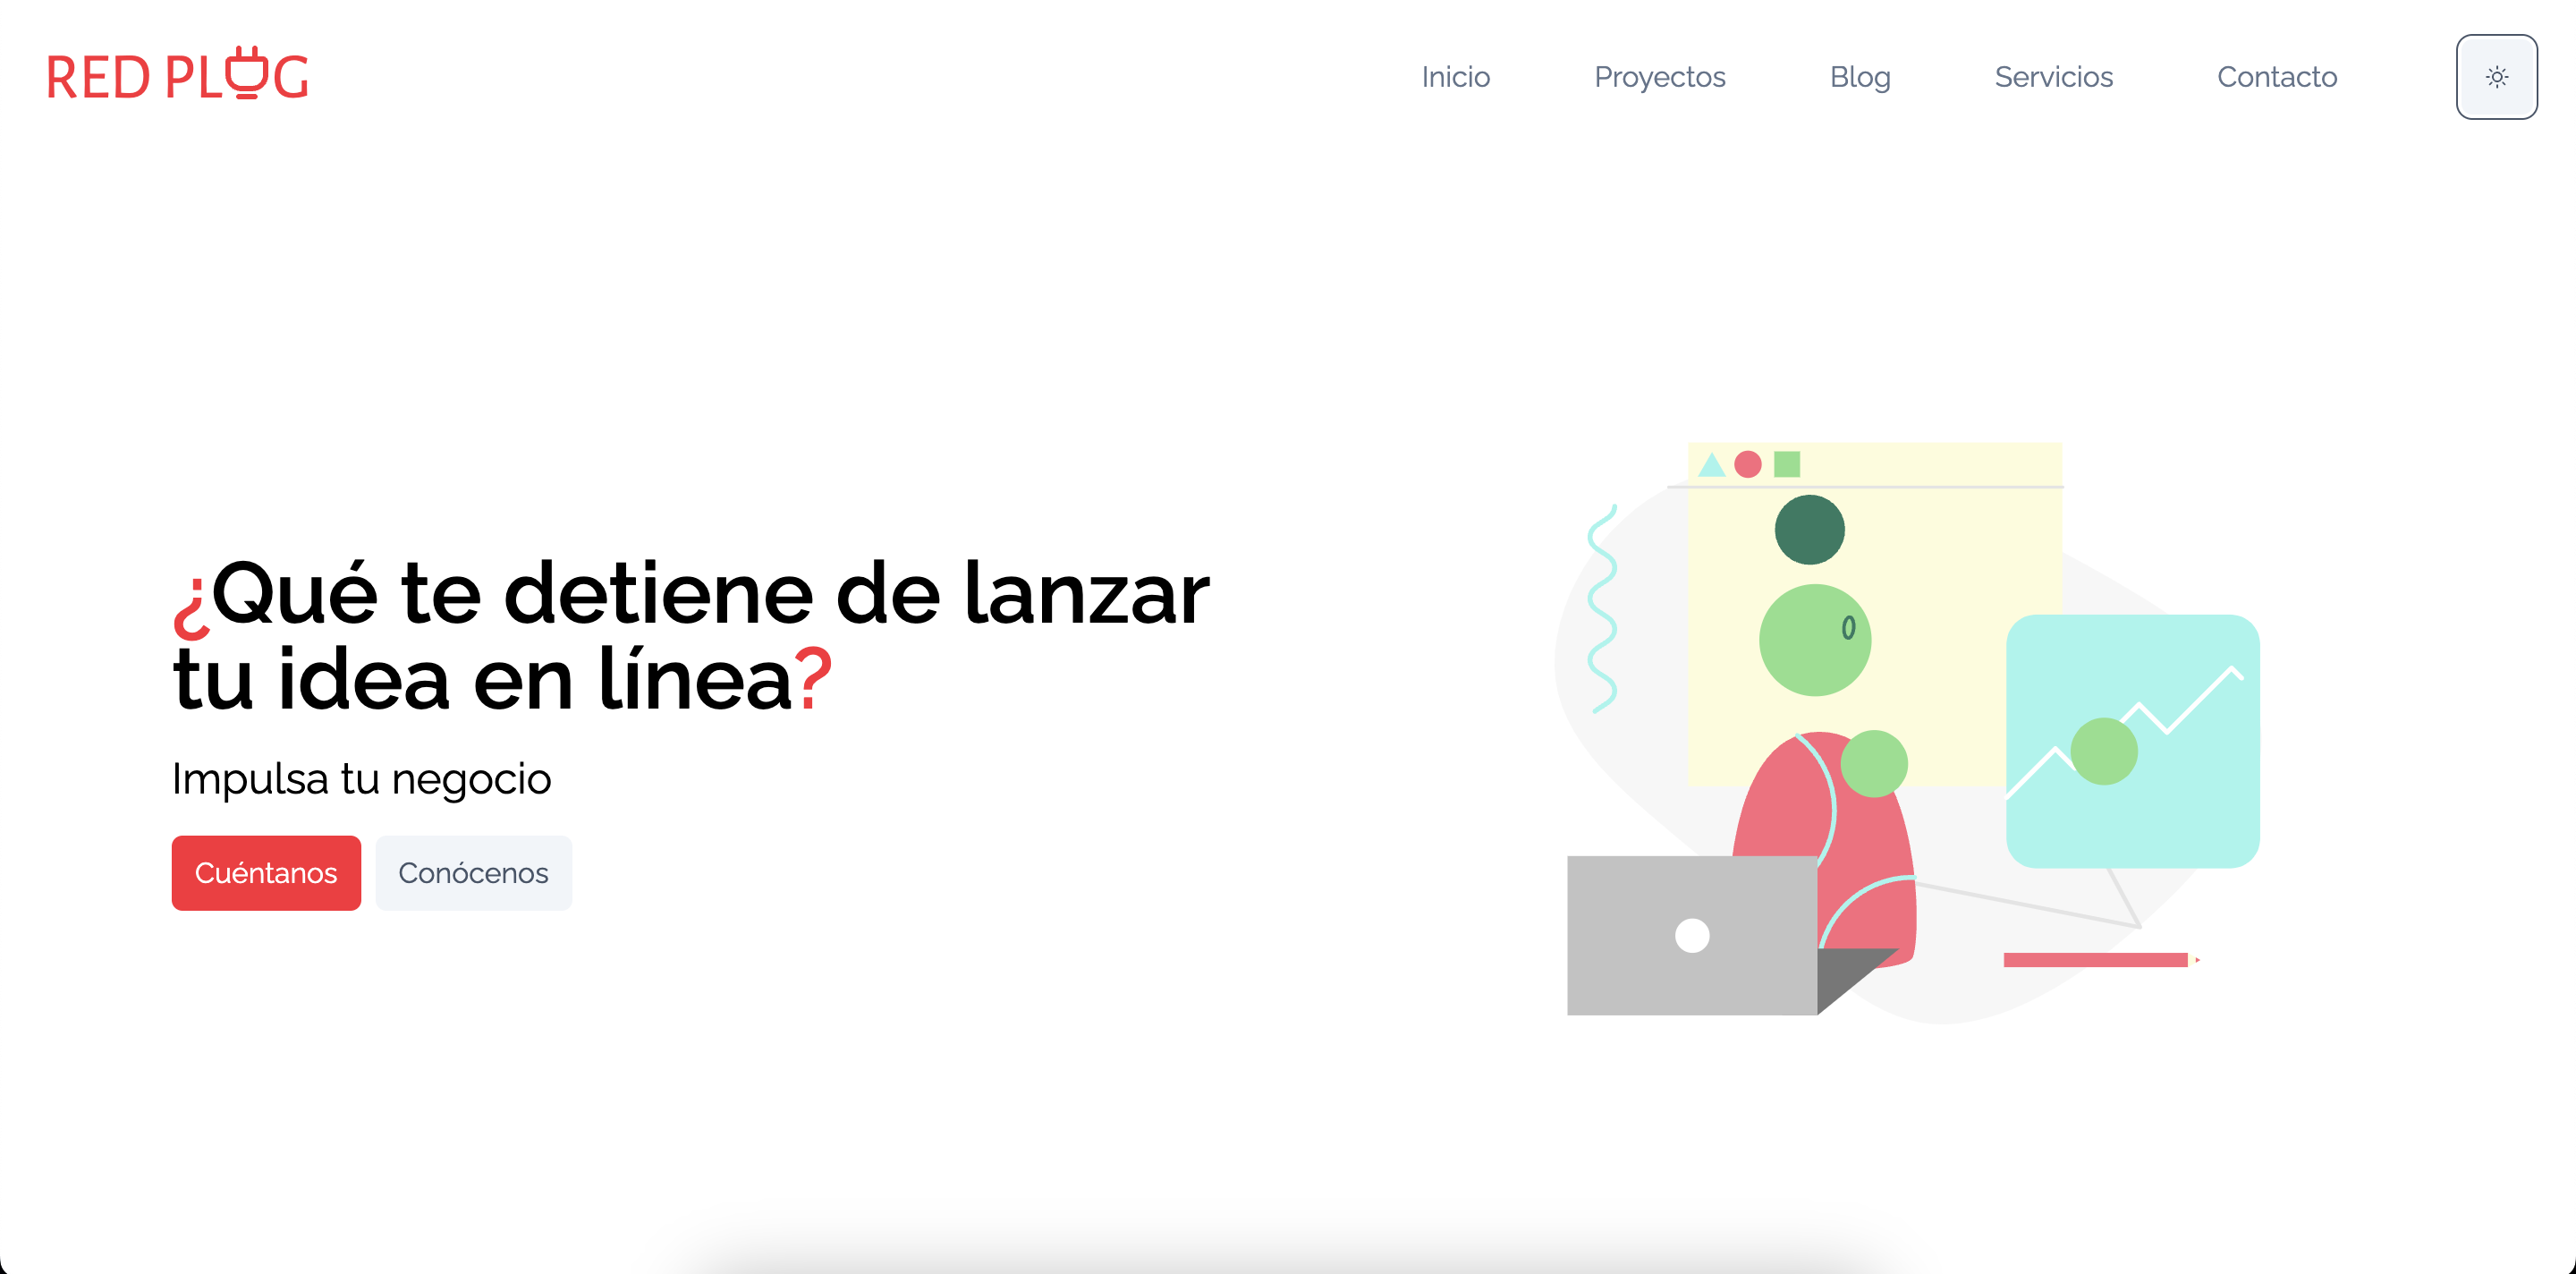 RED PLUG
Inicio
Proyectos
Blog
Servicios
Contacto
¿Qué te detiene de lanzar
tu idea en línea?
Impulsa tu negocio
Cuéntanos
Conócenos